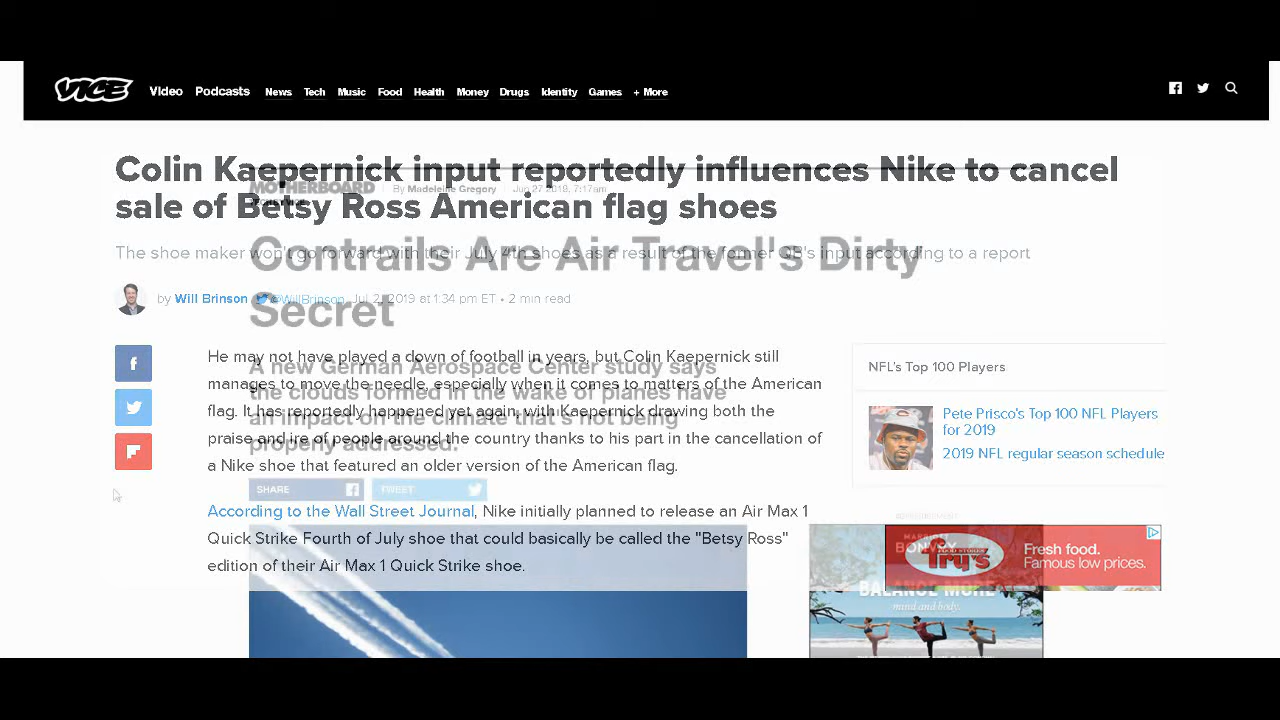 VICE Video Podcasts News Tech Music Food Health Money Drugs Identity Games + More
Colin Kaepernick input reportedly influences Nike to cancel
sale of Betsy Ross American flag shoes
The shoe maker won't go forward with their July 4th shoes as a result of the former QB's input according to a report
by Will Brinson @WillBrinson Jul 2, 2019 at 1:34 pm ET • 2 min read
He may not have played a down of football in years, but Colin Kaepernick still
manages to move the needle, especially when it comes to matters of the American
flag. It has reportedly happened yet again, with Kaepernick drawing both the
praise and ire of people around the country thanks to his part in the cancellation of
a Nike shoe that featured an older version of the American flag.
According to the Wall Street Journal, Nike initially planned to release an Air Max 1
Quick Strike Fourth of July shoe that could basically be called the "Betsy Ross"
edition of their Air Max 1 Quick Strike shoe.
MOTHERBOARD By Madeleine Gregory Jun 27 2019, 7:17am
Contrails Are Air Travel's Dirty
Secret
A new German Aerospace Center study says
the clouds formed in the wake of planes have
an impact on the climate that's not being
properly addressed.
SHARE TWEET
NFL's Top 100 Players
Pete Prisco's Top 100 NFL Players
for 2019
2019 NFL regular season schedule
FOOD STORES
Fresh food.
Famous low prices.
BONVOY
BALANCE MORE
mind and body.